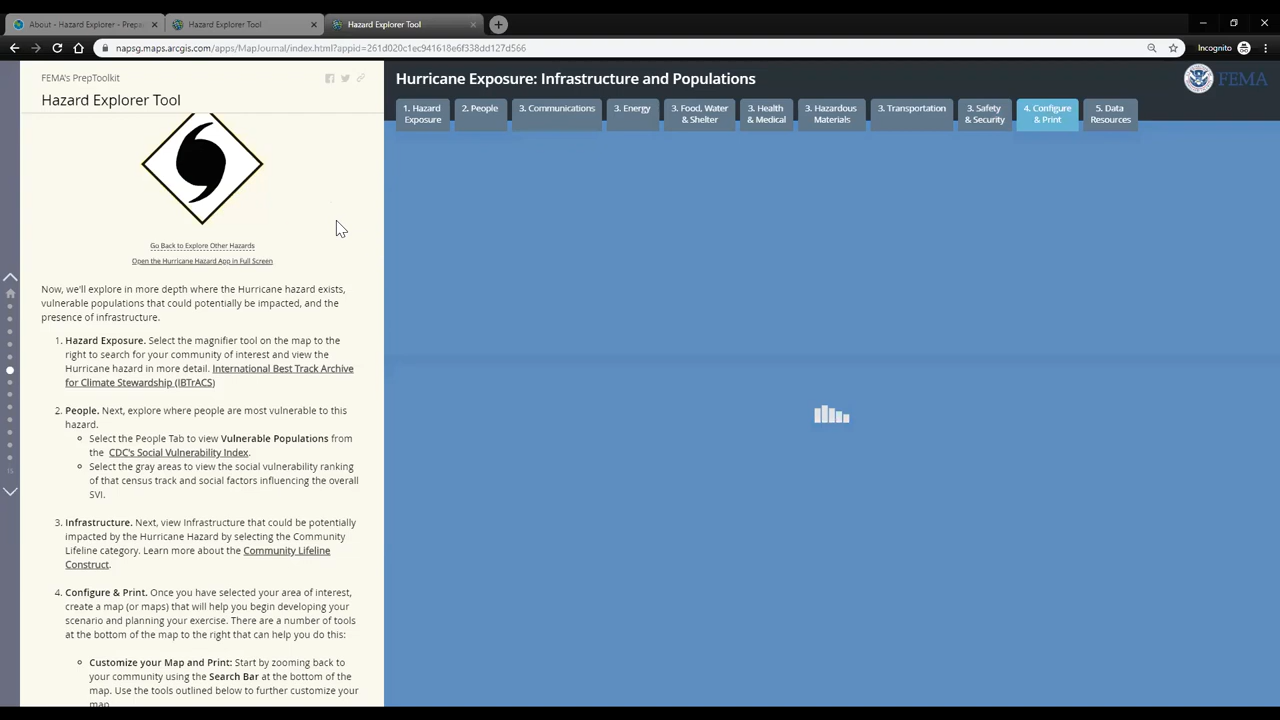 About - Hazard Explorer - Prep
Hazard Explorer Tool
Hazard Explorer Tool
napsg.maps.arcgis.com/apps/MapJournal/index.html?appid=261d020c1ec941618e6f338dd127d566
Incognito
FEMA's PrepToolkit
Hazard Explorer Tool
Go Back to Explore Other Hazards
Open the Hurricane Hazard App in Full Screen
Now, we'll explore in more depth where the Hurricane hazard exists,
vulnerable populations that could potentially be impacted, and the
presence of infrastructure.
1. Hazard Exposure. Select the magnifier tool on the map to the
right to search for your community of interest and view the
Hurricane hazard in more detail. International Best Track Archive
for Climate Stewardship (IBTrACS)
2. People. Next, explore where people are most vulnerable to this
hazard.
Select the People Tab to view Vulnerable Populations from
the CDC's Social Vulnerability Index.
Select the gray areas to view the social vulnerability ranking
of that census track and social factors influencing the overall
SVI.
3. Infrastructure. Next, view Infrastructure that could be potentially
impacted by the Hurricane Hazard by selecting the Community
Lifeline category. Learn more about the Community Lifeline
Construct.
4. Configure & Print. Once you have selected your area of interest,
create a map (or maps) that will help you begin developing your
scenario and planning your exercise. There are a number of tools
at the bottom of the map to the right that can help you do this:
Customize your Map and Print: Start by zooming back to
your community using the Search Bar at the bottom of the
map. Use the tools outlined below to further customize your
map.
Hurricane Exposure: Infrastructure and Populations
FEMA
1. Hazard
Exposure
2. People
3. Communications
3. Energy
3. Food, Water
& Shelter
3. Health
& Medical
3. Hazardous
Materials
3. Transportation
3. Safety
& Security
4. Configure
& Print
5. Data
Resources